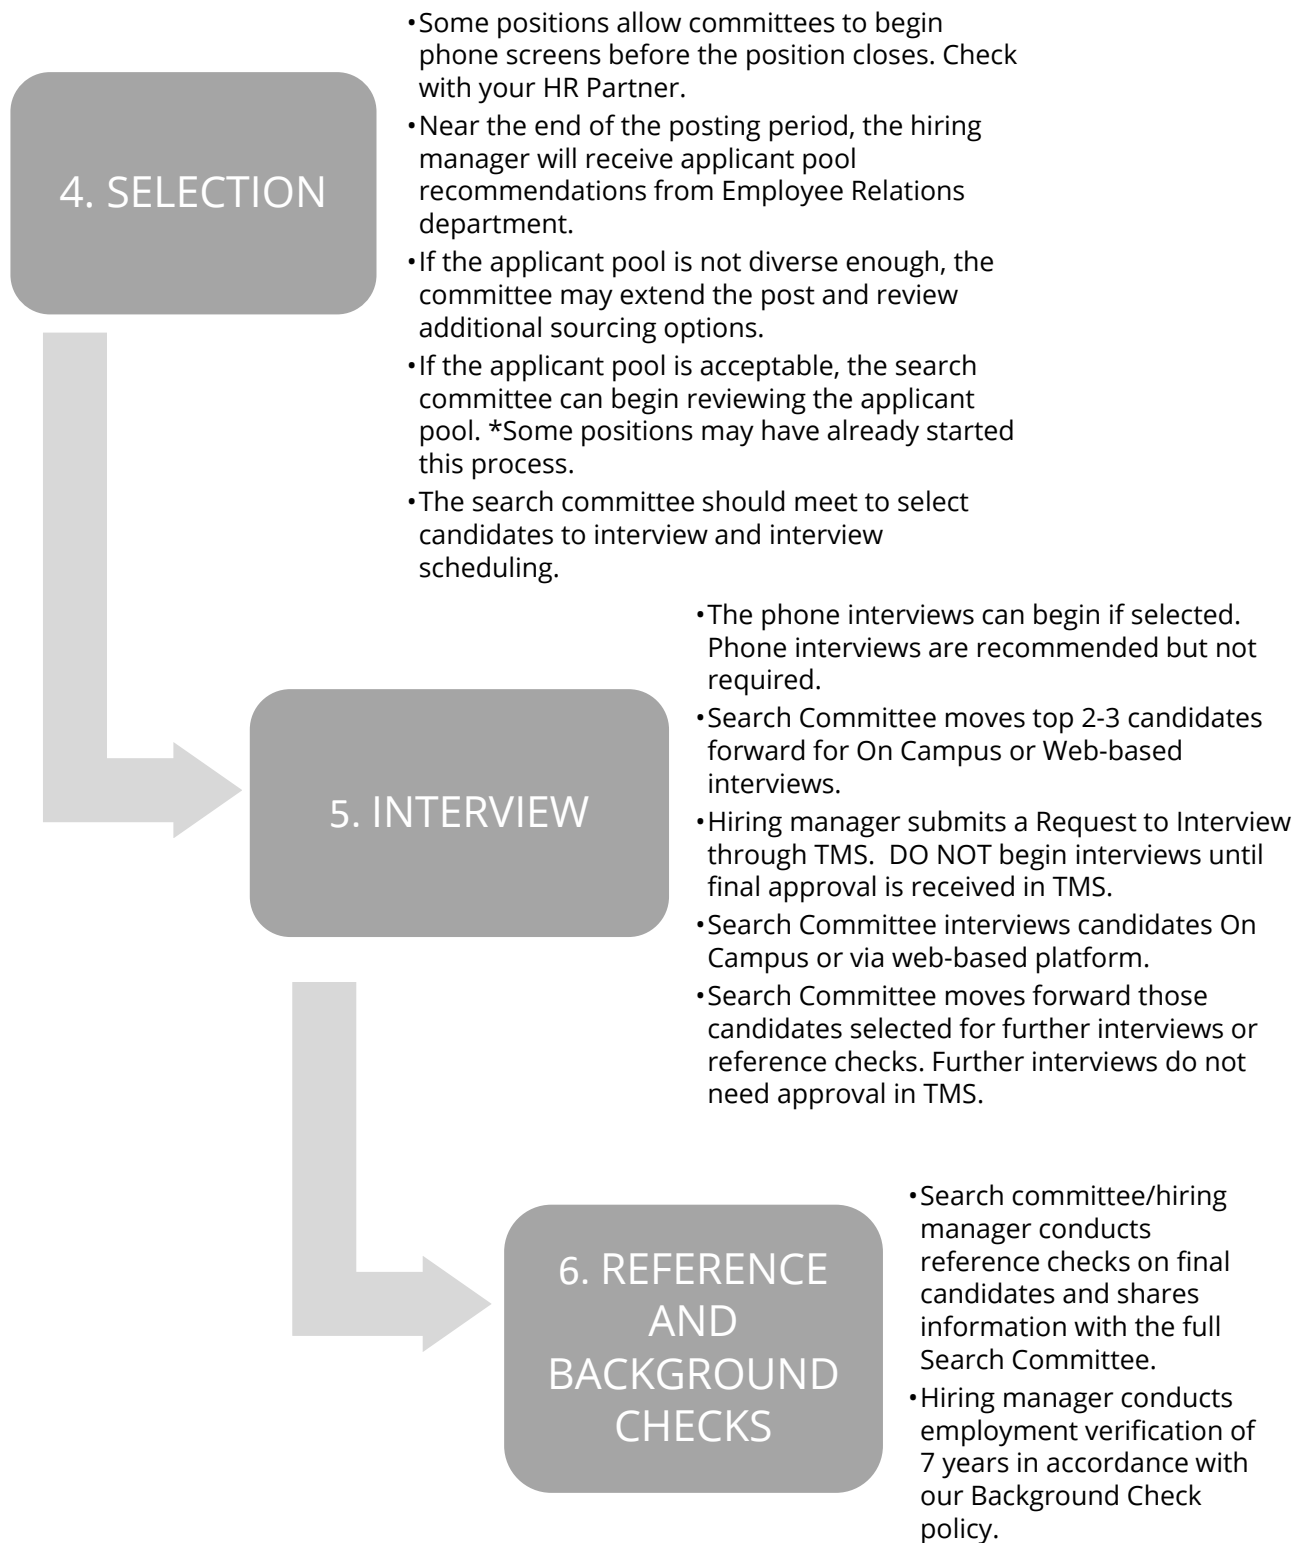 4. SELECTION
•Some positions allow committees to begin
phone screens before the position closes. Check
with your HR Partner.
•Near the end of the posting period, the hiring
manager will receive applicant pool
recommendations from Employee Relations
department.
•If the applicant pool is not diverse enough, the
committee may extend the post and review
additional sourcing options.
•If the applicant pool is acceptable, the search
committee can begin reviewing the applicant
pool. *Some positions may have already started
this process.
•The search committee should meet to select
candidates to interview and interview
scheduling.
5. INTERVIEW
•The phone interviews can begin if selected.
Phone interviews are recommended but not
required.
•Search Committee moves top 2-3 candidates
forward for On Campus or Web-based
interviews.
•Hiring manager submits a Request to Interview
through TMS.  DO NOT begin interviews until
final approval is received in TMS.
•Search Committee interviews candidates On
Campus or via web-based platform.
•Search Committee moves forward those
candidates selected for further interviews or
reference checks. Further interviews do not
need approval in TMS.
6. REFERENCE
AND
BACKGROUND
CHECKS
•Search committee/hiring
manager conducts
reference checks on final
candidates and shares
information with the full
Search Committee.
•Hiring manager conducts
employment verification of
7 years in accordance with
our Background Check
policy.